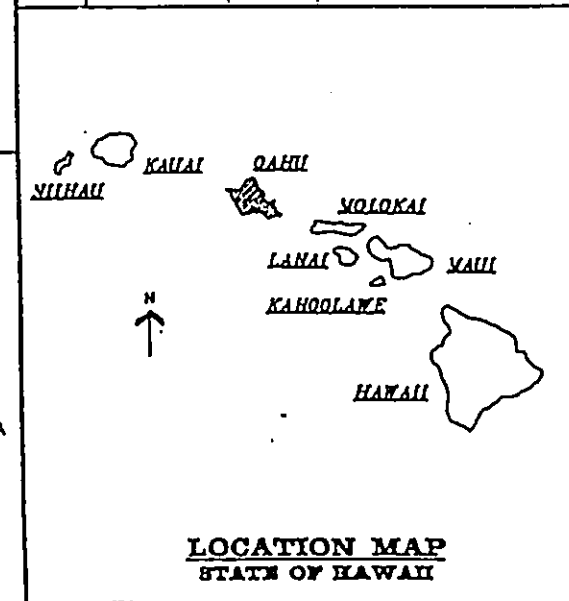 KAUAI
OAHU
NIIHAU
MOLOKAI
LANAI
MAUI
KAHOOLAWE
N
HAWAII
LOCATION MAP
STATE OF HAWAII